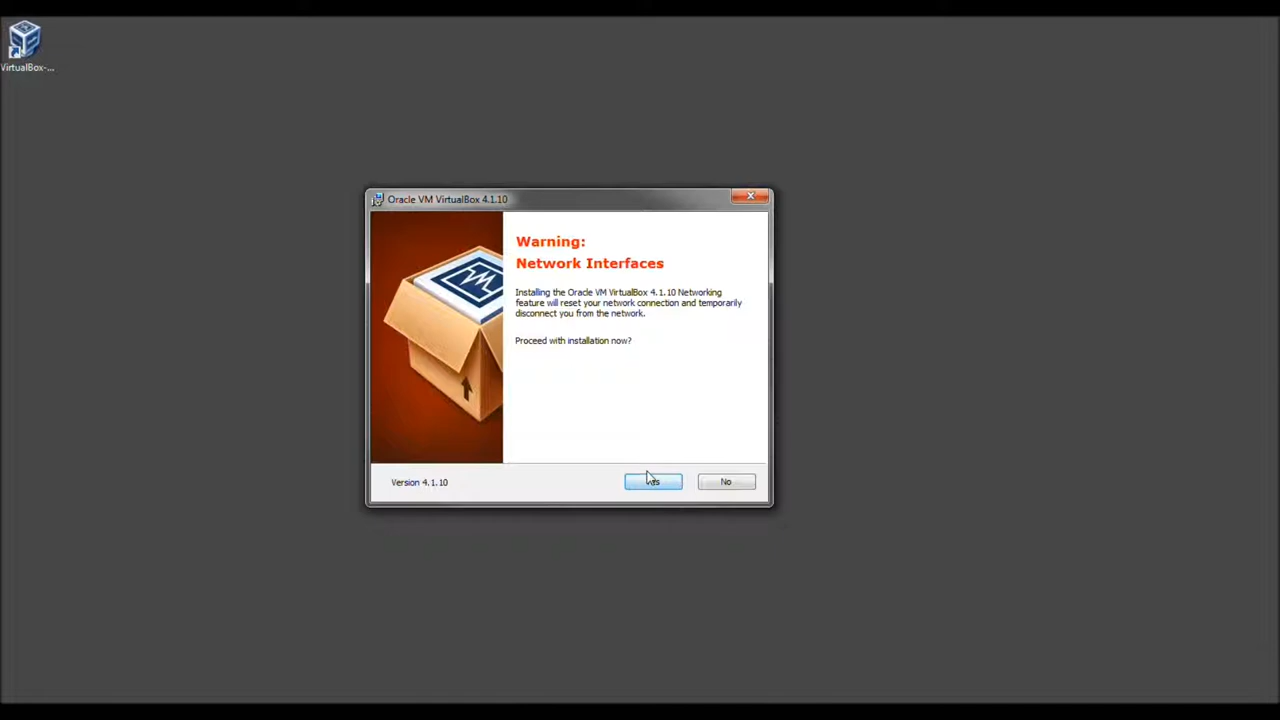 VirtualBox-...
Oracle VM VirtualBox 4.1.10
Warning:
Network Interfaces
Installing the Oracle VM VirtualBox 4.1.10 Networking
feature will reset your network connection and temporarily
disconnect you from the network.
Proceed with installation now?
Version 4.1.10
Yes
No